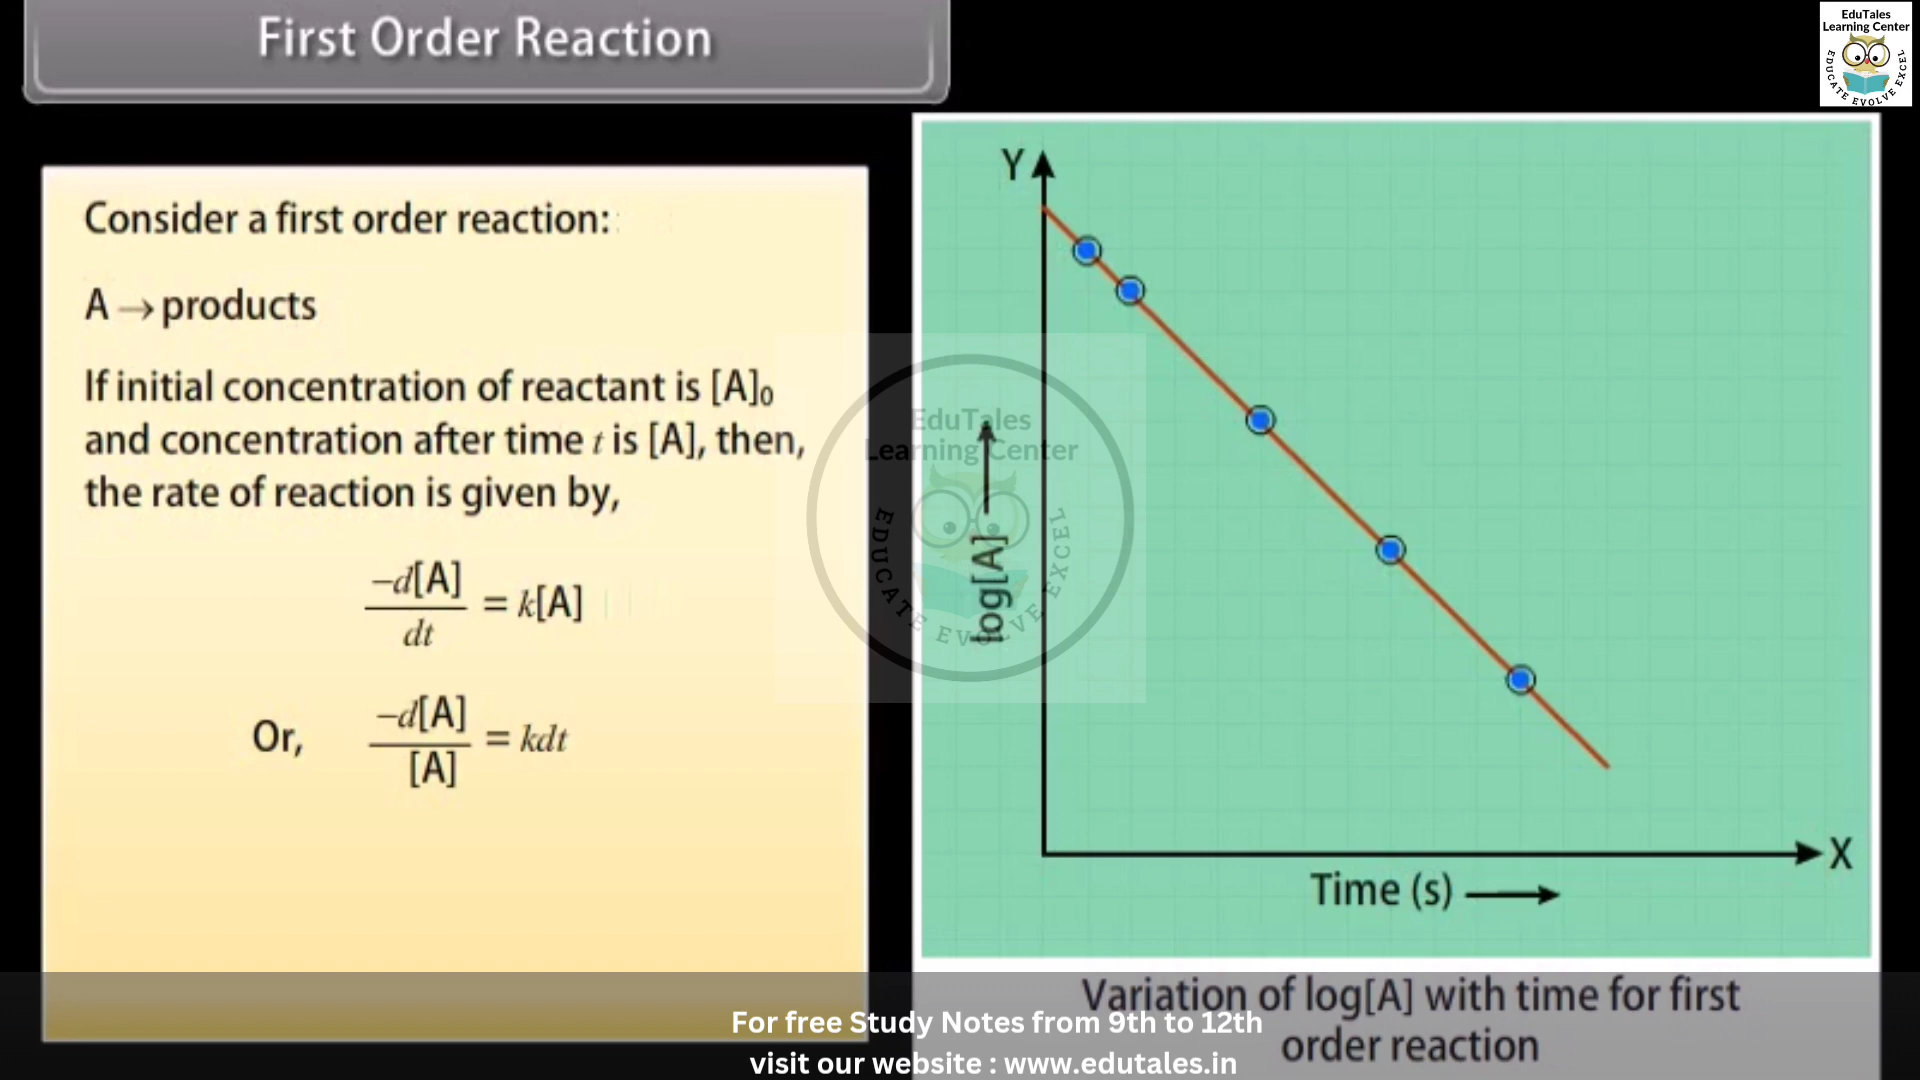 First Order Reaction
EduTales
Learning Center
EDUCATE EVOLVE EXCEL
Consider a first order reaction:
A → products
If initial concentration of reactant is [A]₀
and concentration after time t is [A], then,
the rate of reaction is given by,
−d[A]/dt = k[A]
Or, −d[A]/[A] = kdt
Y
log[A] →
X
Time (s) →
EduTales
Learning Center
EDUCATE EVOLVE EXCEL
Variation of log[A] with time for first
order reaction
For free Study Notes from 9th to 12th
visit our website : www.edutales.in